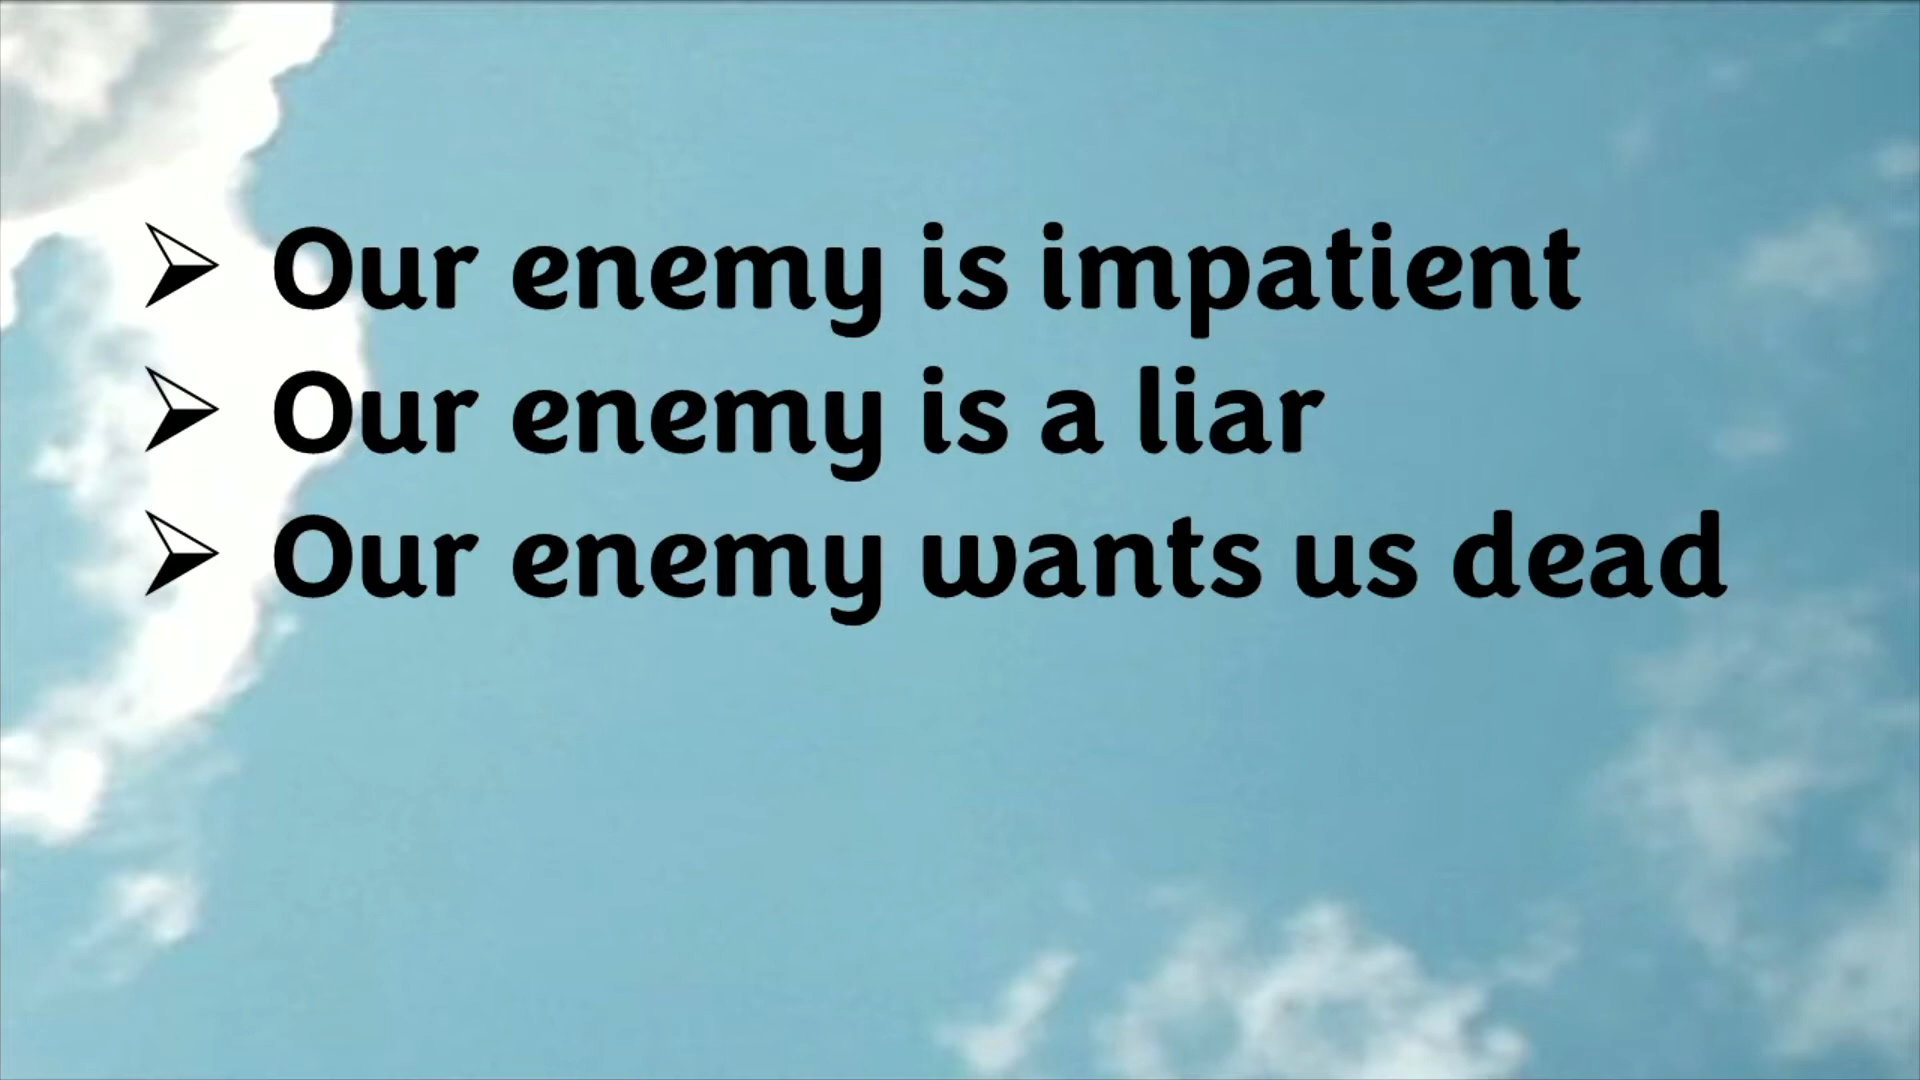 ➢ Our enemy is impatient
➢ Our enemy is a liar
➢ Our enemy wants us dead